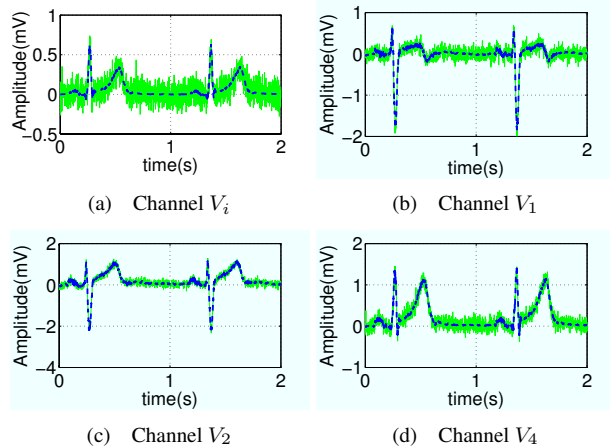 Amplitude(mV)
1
0.5
0
−0.5
0 1 2
time(s)
(a) Channel V_i
Amplitude(mV)
1
0
−1
−2
0 1 2
time(s)
(b) Channel V_1
Amplitude(mV)
2
0
−2
−4
0 1 2
time(s)
(c) Channel V_2
Amplitude(mV)
2
1
0
−1
0 1 2
time(s)
(d) Channel V_4